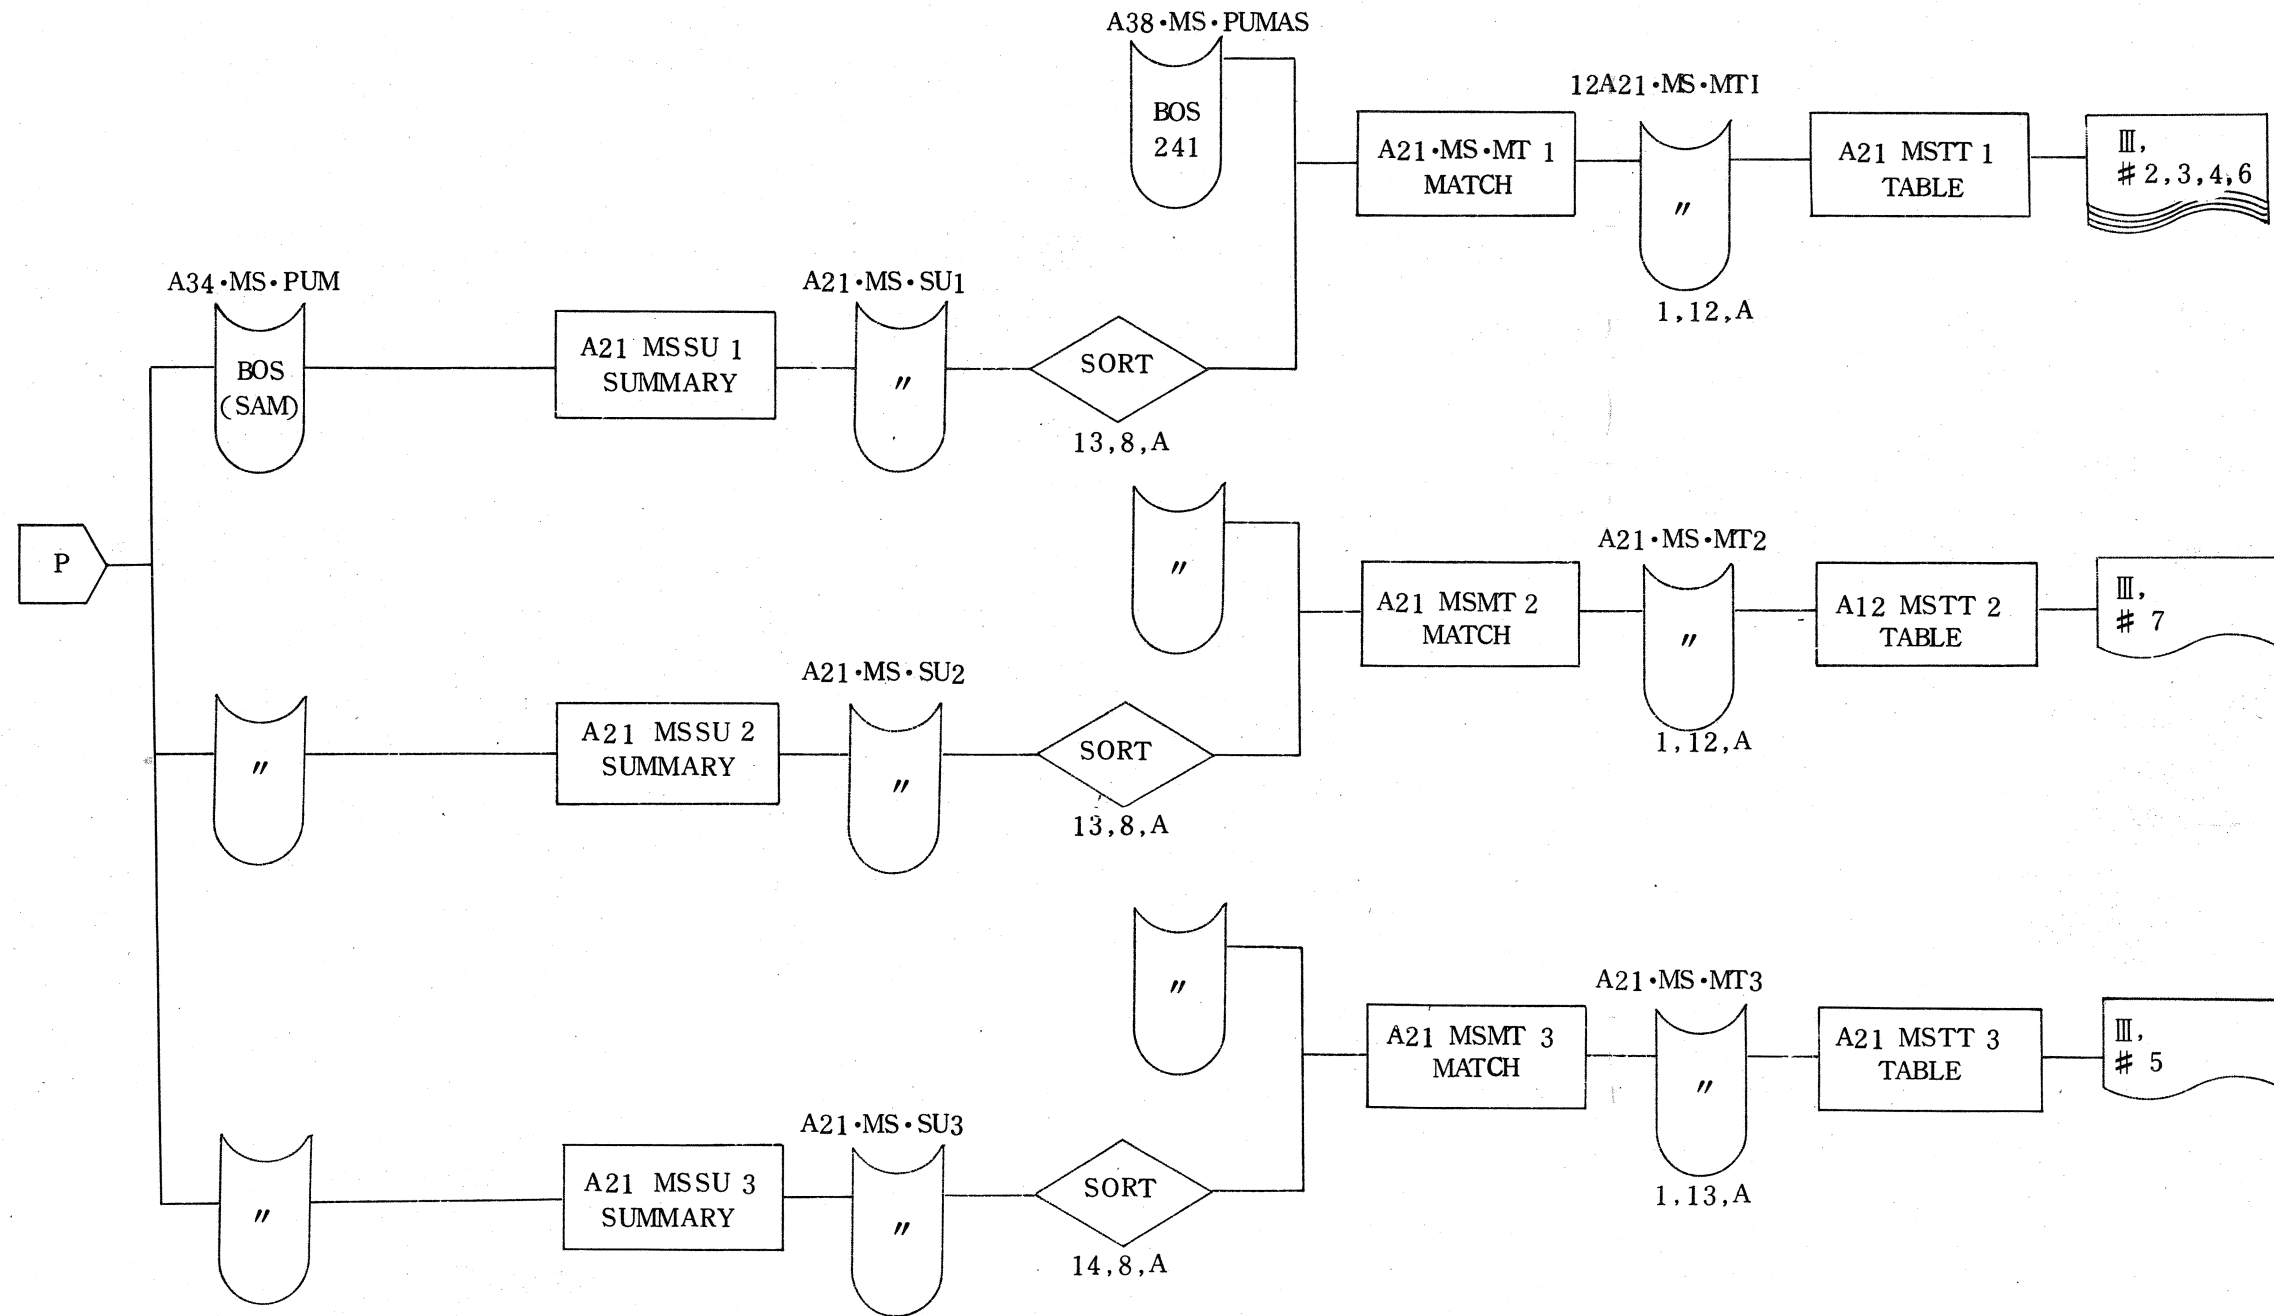 A38·MS·PUMAS
BOS
241
A21·MS·MT 1
MATCH
12A21·MS·MT1
〃
1,12,A
A21 MSTT 1
TABLE
Ⅲ,
# 2,3,4,6
A34·MS·PUM
BOS
(SAM)
A21 MSSU 1
SUMMARY
A21·MS·SU1
〃
SORT
13,8,A
P
〃
A21 MSMT 2
MATCH
A21·MS·MT2
〃
1,12,A
A12 MSTT 2
TABLE
Ⅲ,
# 7
〃
A21 MSSU 2
SUMMARY
A21·MS·SU2
〃
SORT
13,8,A
〃
A21 MSMT 3
MATCH
A21·MS·MT3
〃
1,13,A
A21 MSTT 3
TABLE
Ⅲ,
# 5
〃
A21 MSSU 3
SUMMARY
A21·MS·SU3
〃
SORT
14,8,A